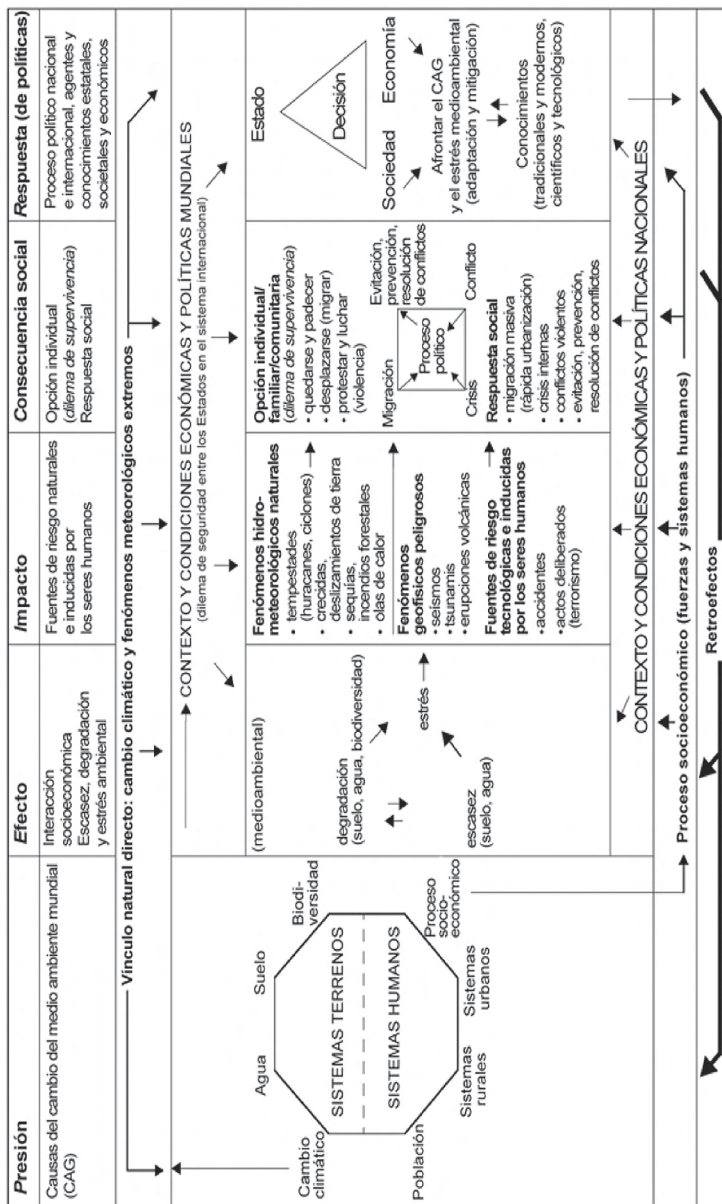 Presión
Causas del cambio del medio ambiente mundial
(CAG)
Efecto
Interacción
socioeconómica
Escasez, degradación
y estrés ambiental
Impacto
Fuentes de riesgo naturales
e inducidas por
los seres humanos
Consecuencia social
Opción individual
(dilema de supervivencia)
Respuesta social
Respuesta (de políticas)
Proceso político nacional
e internacional, agentes y
conocimientos estatales,
societales y económicos
Vínculo natural directo: cambio climático y fenómenos meteorológicos extremos
CONTEXTO Y CONDICIONES ECONÓMICAS Y POLÍTICAS MUNDIALES
(dilema de seguridad entre los Estados en el sistema internacional)
Cambio
climático
Agua
Suelo
Biodi-
versidad
SISTEMAS TERRENOS
SISTEMAS HUMANOS
Población
Sistemas
rurales
Sistemas
urbanos
Proceso
socio-
económico
(medioambiental)
degradación
(suelo, agua, biodiversidad)
estrés
escasez
(suelo, agua)
Fenómenos hidro-
meteorológicos naturales
• tempestades
(huracanes, ciclones)
• crecidas,
deslizamientos de tierra
• sequías,
incendios forestales
• olas de calor
Fenómenos
geofísicos peligrosos
• seísmos
• tsunamis
• erupciones volcánicas
Fuentes de riesgo
tecnológicas e inducidas
por los seres humanos
• accidentes
• actos deliberados
(terrorismo)
Opción individual/
familiar/comunitaria
(dilema de supervivencia)
• quedarse y padecer
• desplazarse (migrar)
• protestar y luchar
(violencia)
Migración
Evitación,
prevención,
resolución
de conflictos
Proceso
político
Crisis
Conflicto
Respuesta social
• migración masiva
(rápida urbanización)
• crisis internas
• conflictos violentos
• evitación, prevención,
resolución de conflictos
Estado
Decisión
Sociedad
Economía
Afrontar el CAG
y el estrés medioambiental
(adaptación y mitigación)
Conocimientos
(tradicionales y modernos,
científicos y tecnológicos)
CONTEXTO Y CONDICIONES ECONÓMICAS Y POLÍTICAS NACIONALES
Proceso socioeconómico (fuerzas y sistemas humanos)
Retroefectos